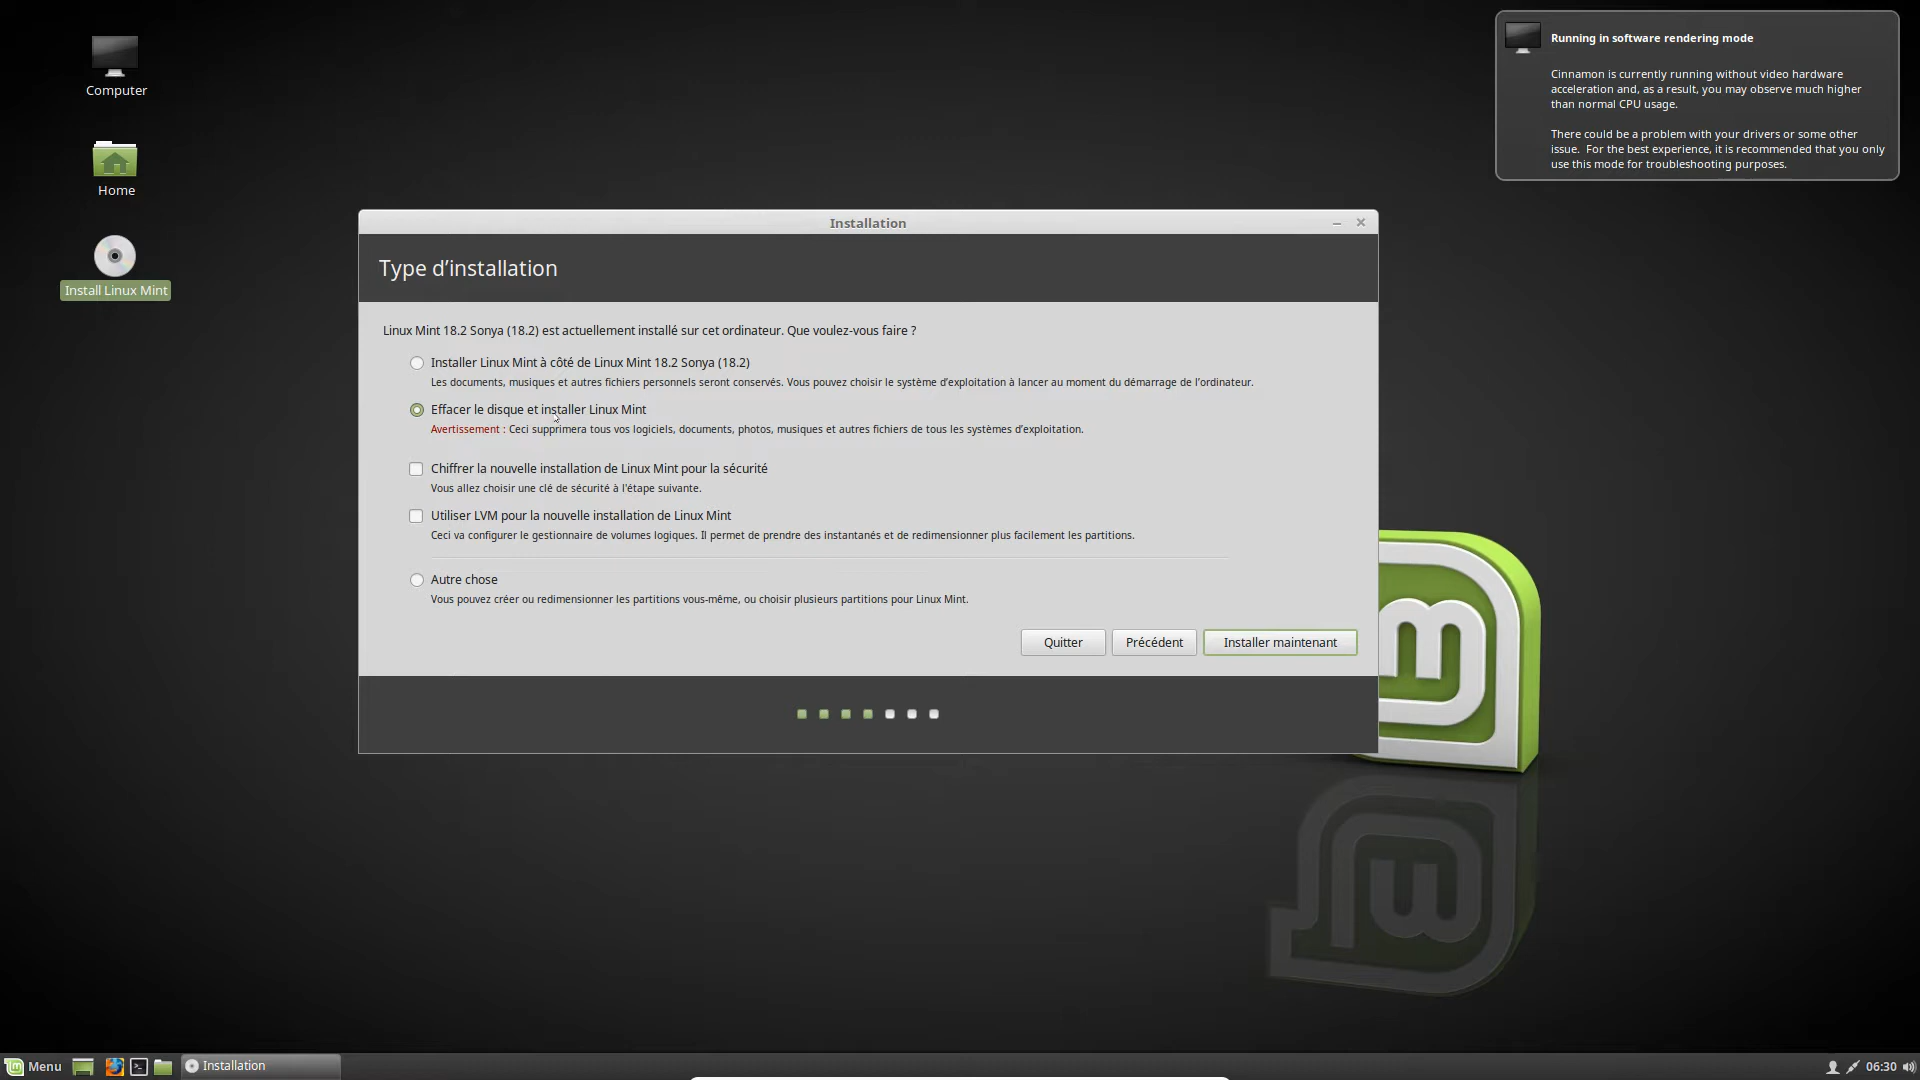 Computer
Home
Install Linux Mint
Running in software rendering mode
Cinnamon is currently running without video hardware
acceleration and, as a result, you may observe much higher
than normal CPU usage.
There could be a problem with your drivers or some other
issue.  For the best experience, it is recommended that you only
use this mode for troubleshooting purposes.
Installation
Type d’installation
Linux Mint 18.2 Sonya (18.2) est actuellement installé sur cet ordinateur. Que voulez-vous faire ?
Installer Linux Mint à côté de Linux Mint 18.2 Sonya (18.2)
Les documents, musiques et autres fichiers personnels seront conservés. Vous pouvez choisir le système d’exploitation à lancer au moment du démarrage de l’ordinateur.
Effacer le disque et installer Linux Mint
Avertissement : Ceci supprimera tous vos logiciels, documents, photos, musiques et autres fichiers de tous les systèmes d’exploitation.
Chiffrer la nouvelle installation de Linux Mint pour la sécurité
Vous allez choisir une clé de sécurité à l'étape suivante.
Utiliser LVM pour la nouvelle installation de Linux Mint
Ceci va configurer le gestionnaire de volumes logiques. Il permet de prendre des instantanés et de redimensionner plus facilement les partitions.
Autre chose
Vous pouvez créer ou redimensionner les partitions vous-même, ou choisir plusieurs partitions pour Linux Mint.
Quitter
Précédent
Installer maintenant
Menu
Installation
06:30